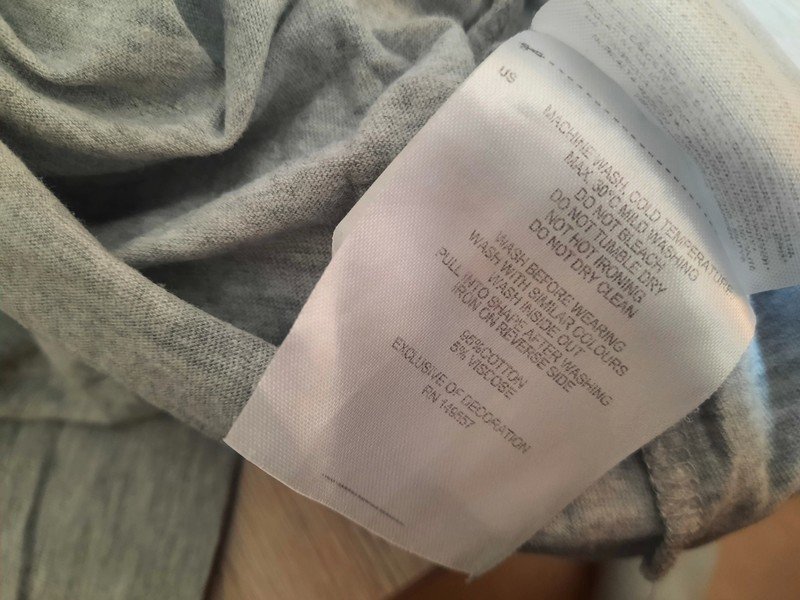 US
MACHINE WASH, COLD TEMPERATURE
MAX 30°C MILD WASHING
DO NOT BLEACH
DO NOT TUMBLE DRY
NOT HOT IRONING
DO NOT DRY CLEAN
WASH BEFORE WEARING
WASH WITH SIMILAR COLOURS
WASH INSIDE OUT
PULL INTO SHAPE AFTER WASHING
IRON ON REVERSE SIDE
95%COTTON
5% VISCOSE
EXCLUSIVE OF DECORATION
RN 149657